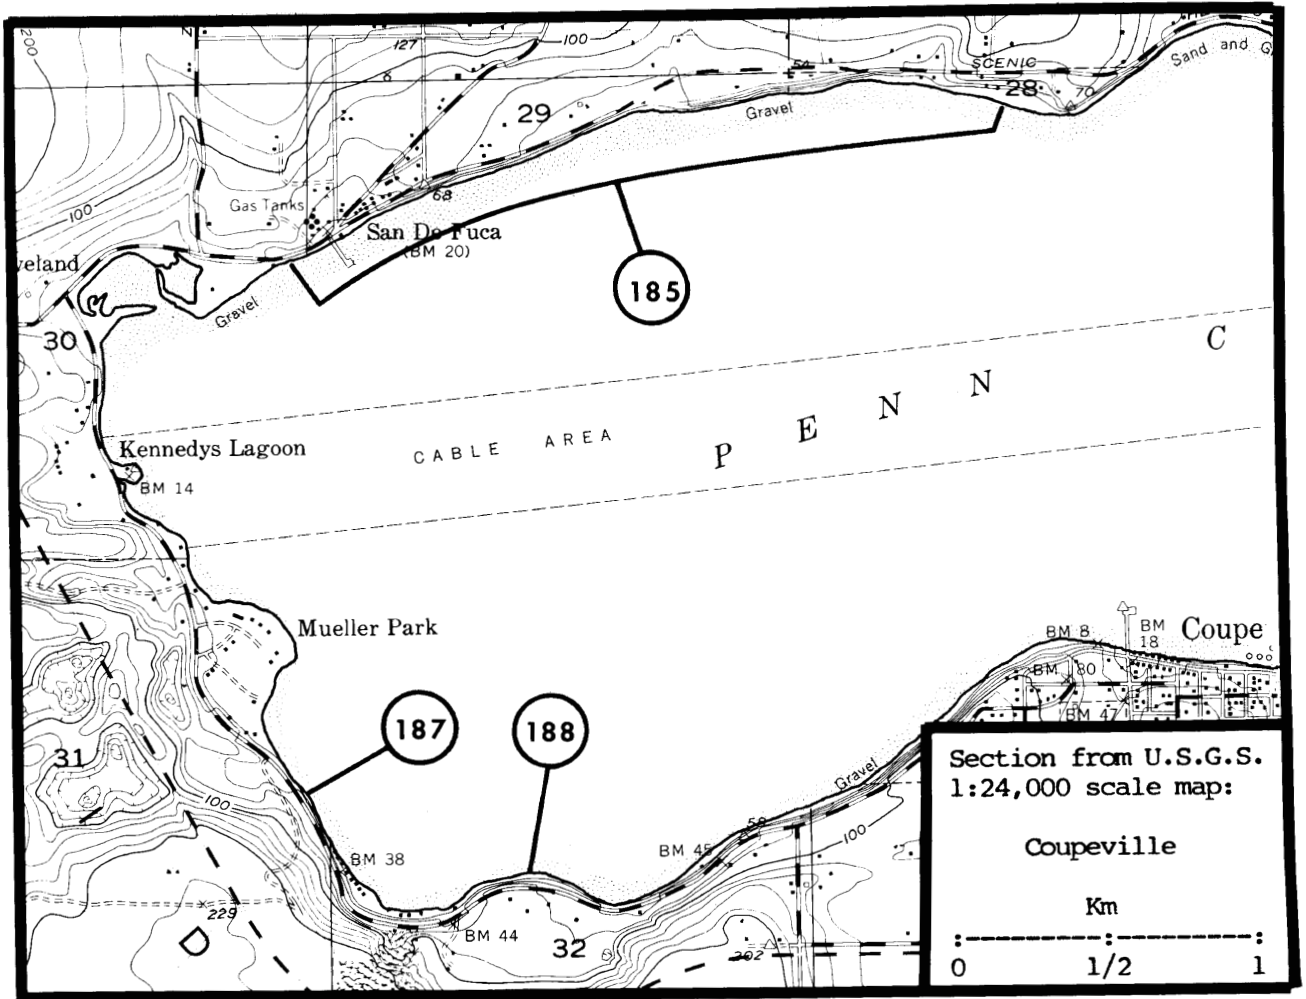 200
127
100
54
SCENIC
Sand and G
29
28
70
Gravel
100
Gas Tanks
68
San De Fuca
(BM 20)
veland
185
Gravel
30
C
P E N N
CABLE AREA
Kennedys Lagoon
BM 14
Mueller Park
BM 8
BM
18
Coupe
BM 80
BM 47
187
188
31
100
Gravel
58
100
BM 38
BM 45
229
BM 44
32
202
Section from U.S.G.S.
1:24,000 scale map:
Coupeville
Km
0 1/2 1